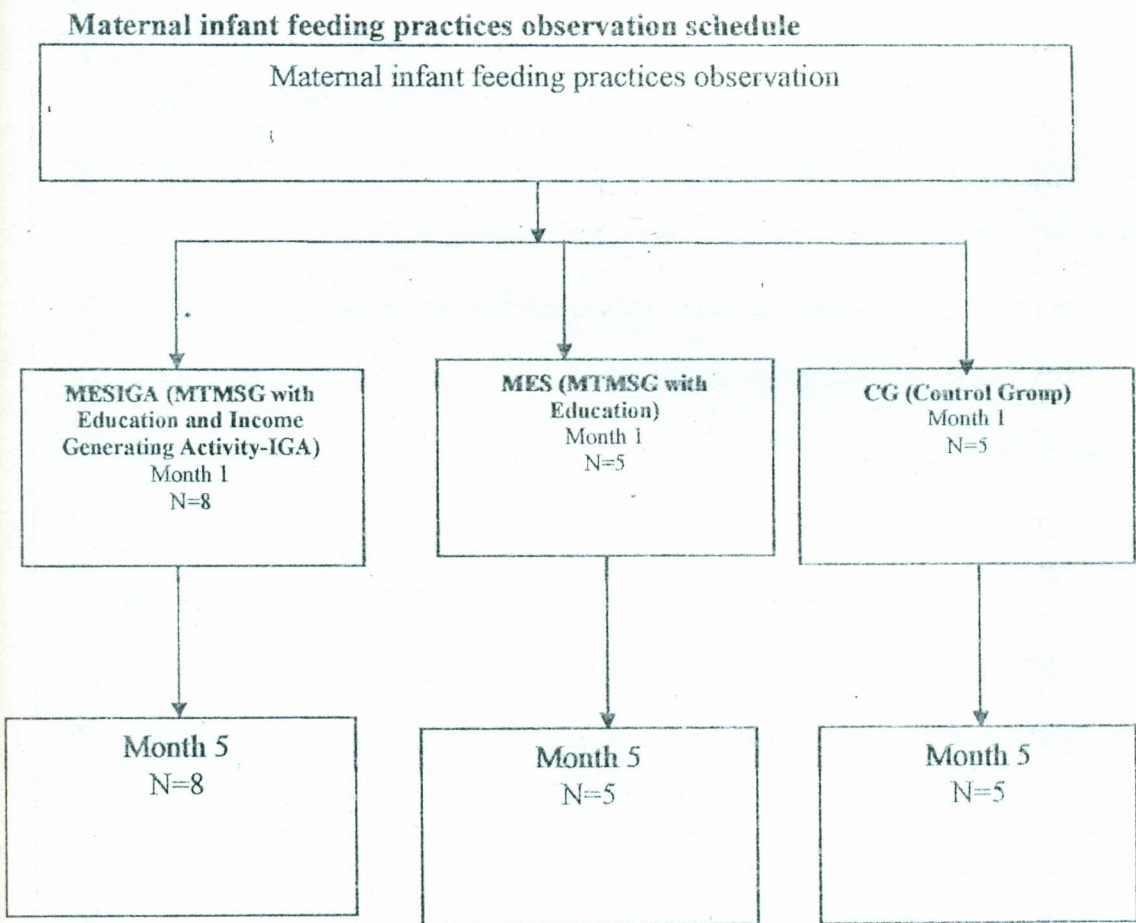 Maternal infant feeding practices observation schedule
Maternal infant feeding practices observation
MESIGA (MTMSG with
Education and Income
Generating Activity-IGA)
Month 1
N=8
MES (MTMSG with
Education)
Month 1
N=5
CG (Control Group)
Month 1
N=5
Month 5
N=8
Month 5
N=5
Month 5
N=5